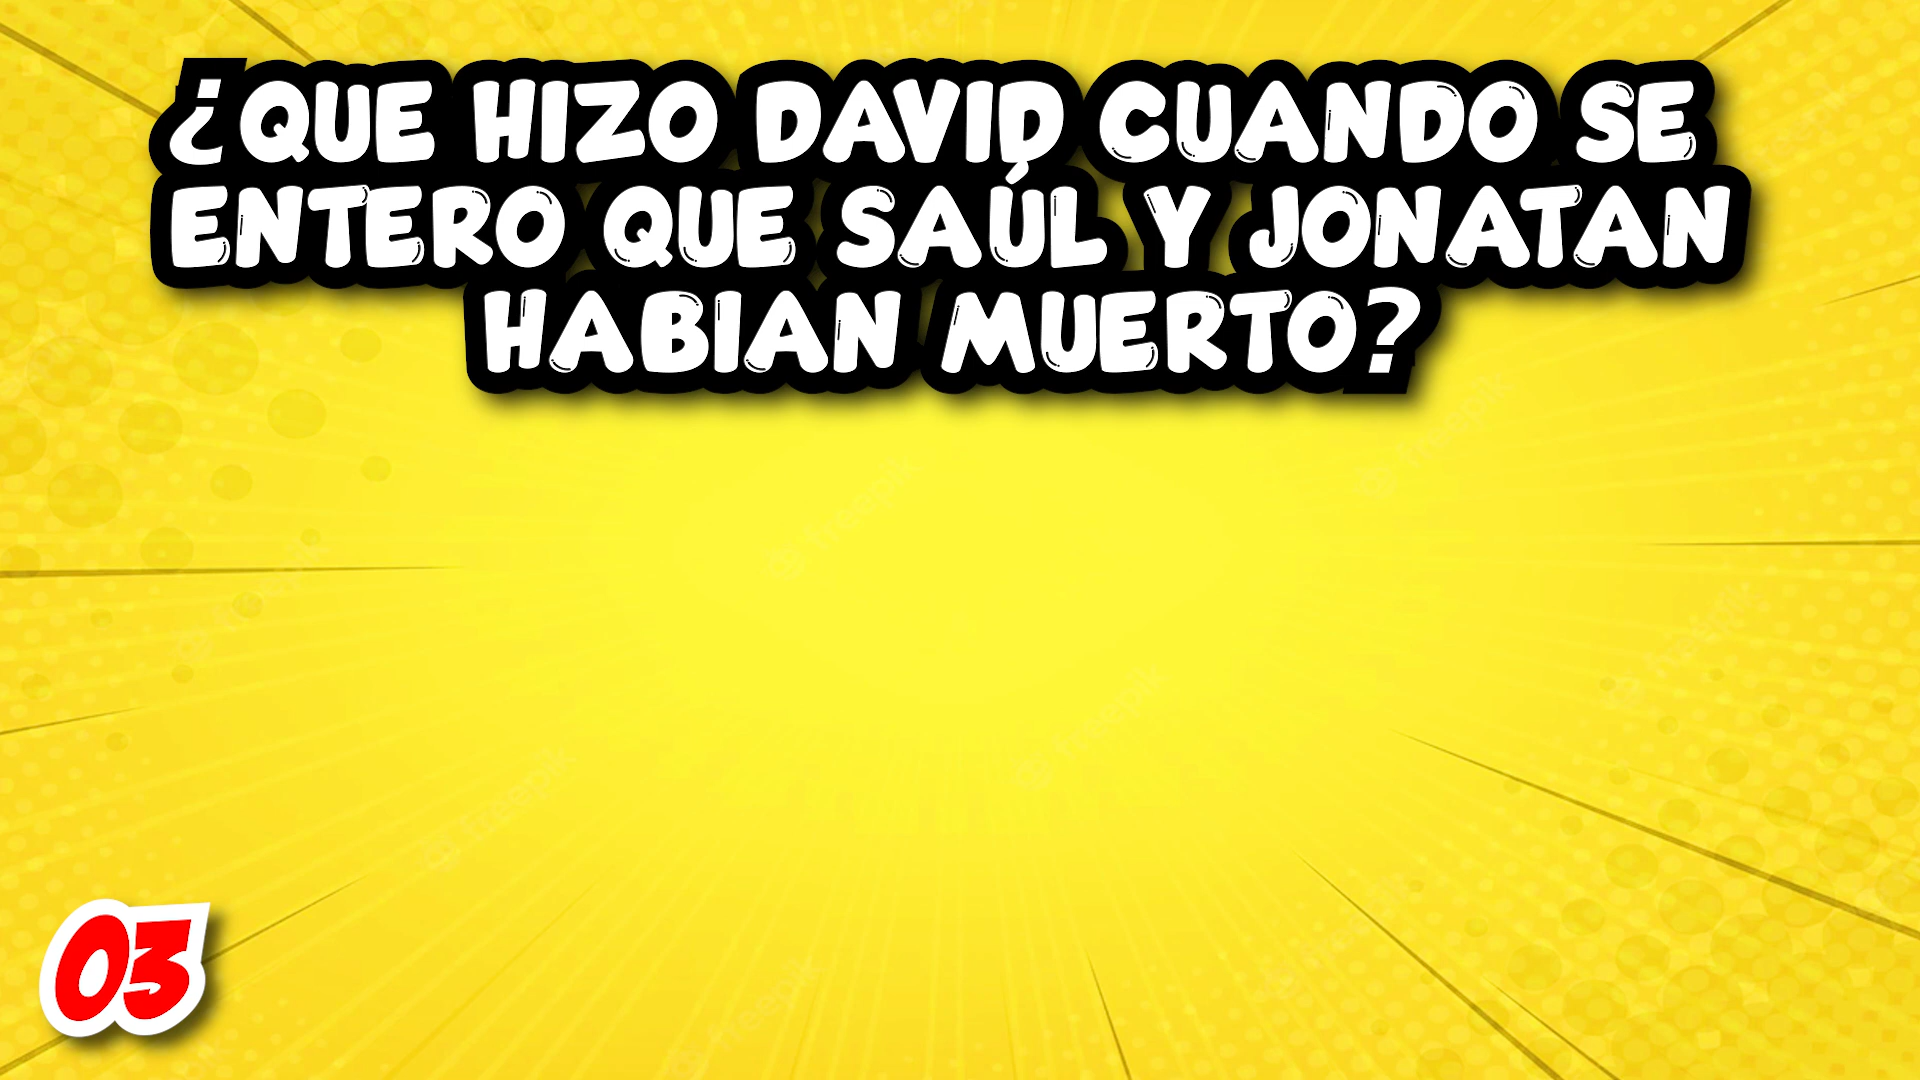 ¿QUE HIZO DAVID CUANDO SE
ENTERO QUE SAÚL Y JONATAN
HABIAN MUERTO?
03